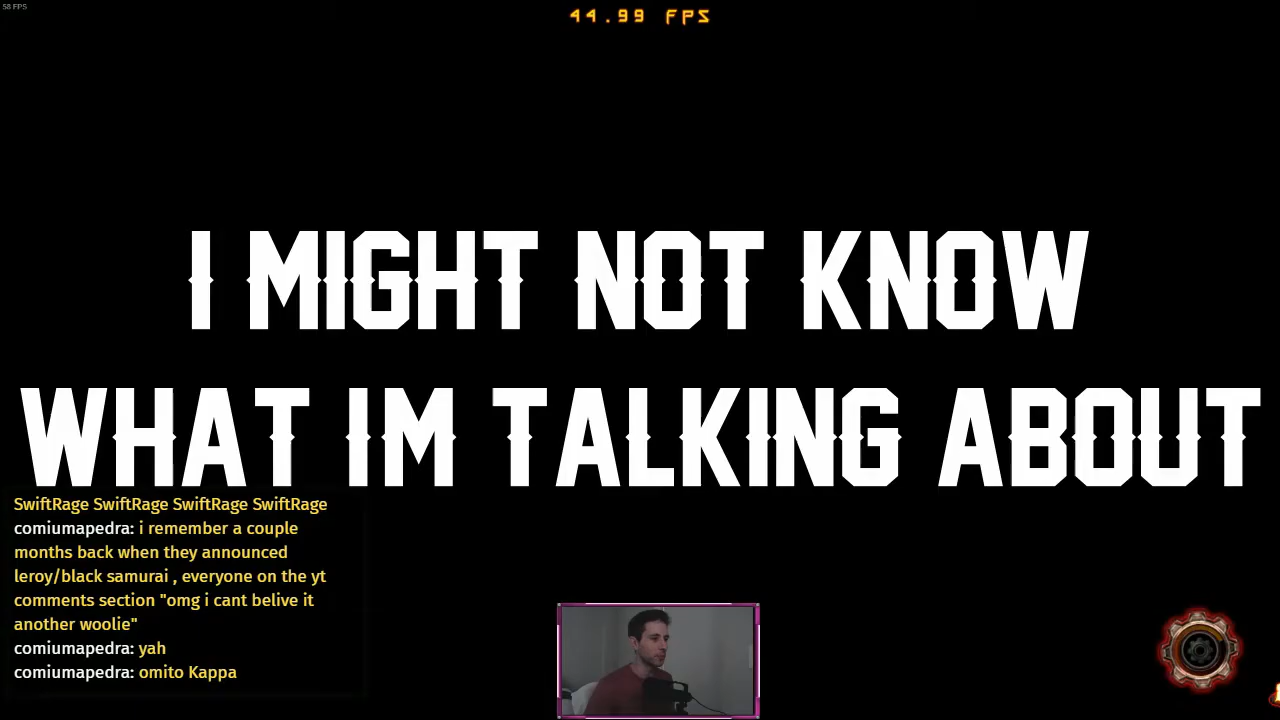 58 FPS
44.99 FPS
I MIGHT NOT KNOW
WHAT IM TALKING ABOUT
SwiftRage SwiftRage SwiftRage SwiftRage
comiumapedra: i remember a couple
months back when they announced
leroy/black samurai , everyone on the yt
comments section "omg i cant belive it
another woolie"
comiumapedra: yah
comiumapedra: omito Kappa